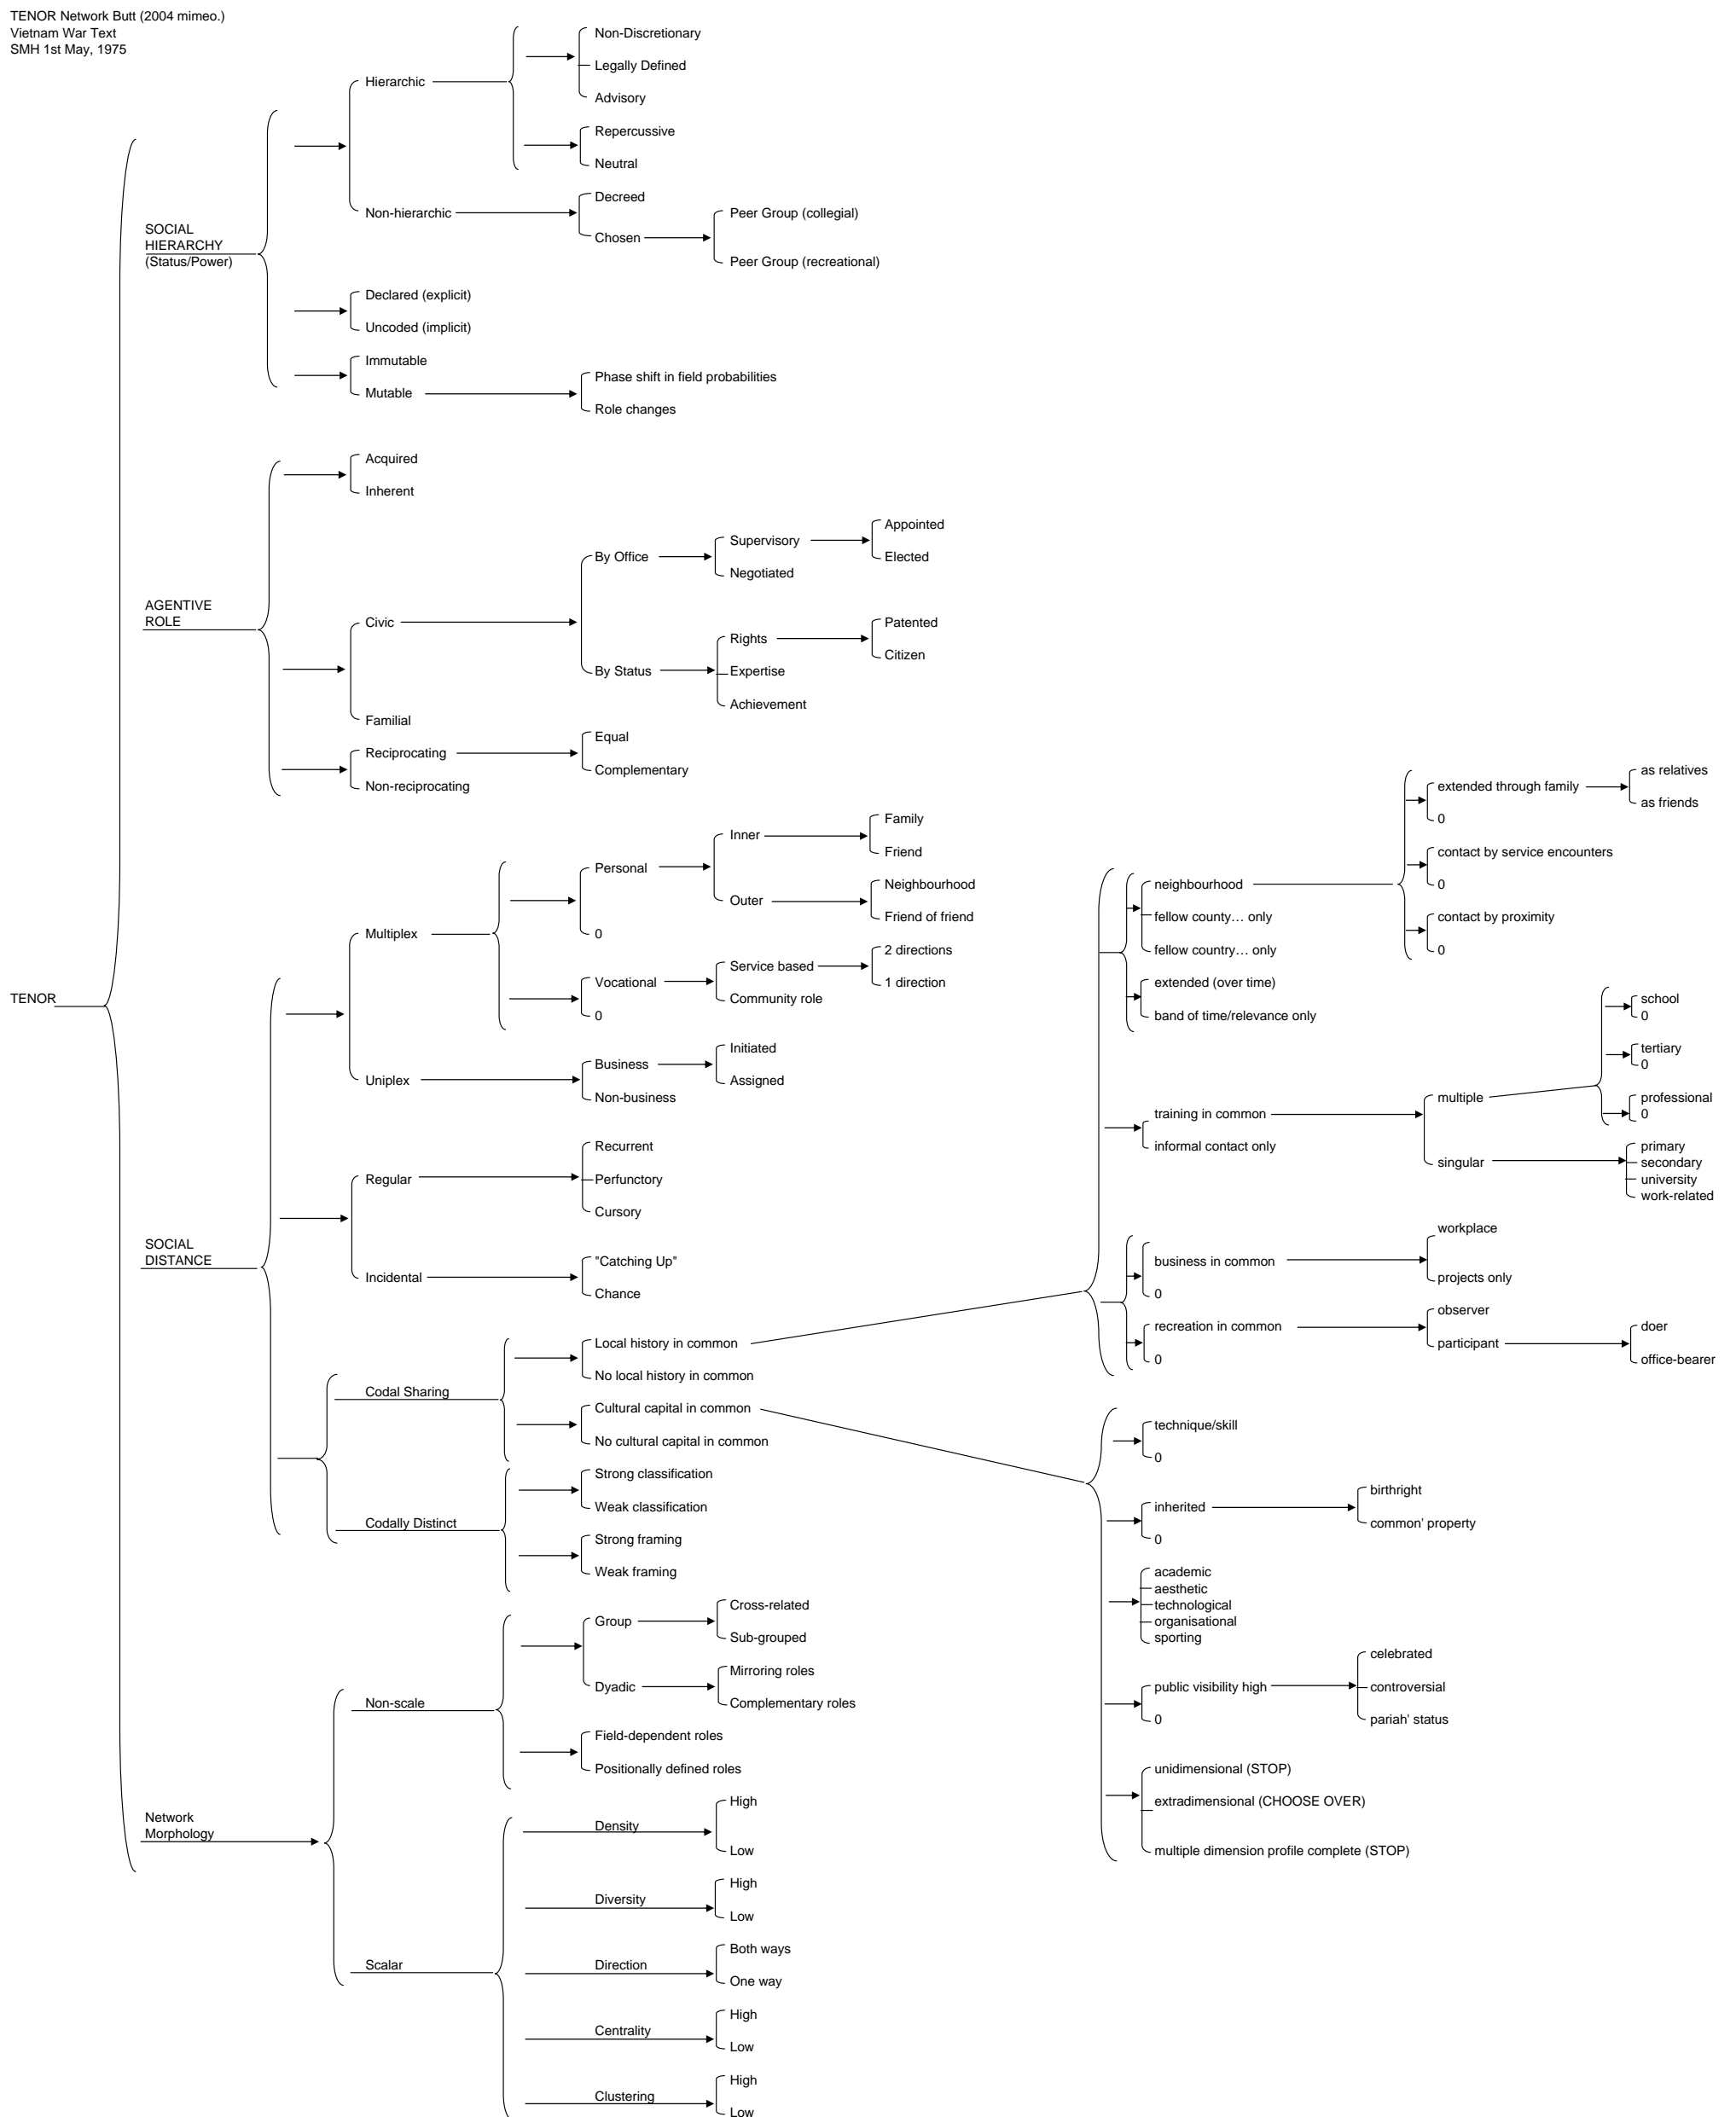 TENOR Network Butt (2004 mimeo.)
Vietnam War Text
SMH 1st May, 1975
TENOR
SOCIAL
HIERARCHY
(Status/Power)
Hierarchic
Non-Discretionary
Legally Defined
Advisory
Repercussive
Neutral
Non-hierarchic
Decreed
Chosen
Peer Group (collegial)
Peer Group (recreational)
Declared (explicit)
Uncoded (implicit)
Immutable
Mutable
Phase shift in field probabilities
Role changes
AGENTIVE
ROLE
Acquired
Inherent
Civic
By Office
Supervisory
Appointed
Elected
Negotiated
By Status
Rights
Patented
Citizen
Expertise
Achievement
Familial
Reciprocating
Equal
Complementary
Non-reciprocating
SOCIAL
DISTANCE
Multiplex
Personal
Inner
Family
Friend
Outer
Neighbourhood
Friend of friend
0
Vocational
Service based
2 directions
1 direction
Community role
0
Uniplex
Business
Initiated
Assigned
Non-business
Regular
Recurrent
Perfunctory
Cursory
Incidental
"Catching Up"
Chance
Codal Sharing
Local history in common
No local history in common
Cultural capital in common
No cultural capital in common
Codally Distinct
Strong classification
Weak classification
Strong framing
Weak framing
neighbourhood
extended through family
as relatives
as friends
0
contact by service encounters
0
contact by proximity
0
fellow county… only
fellow country… only
extended (over time)
band of time/relevance only
training in common
multiple
school
0
tertiary
0
professional
0
singular
primary
secondary
university
work-related
informal contact only
business in common
workplace
projects only
0
recreation in common
observer
participant
doer
office-bearer
0
technique/skill
0
inherited
birthright
common' property
0
academic
aesthetic
technological
organisational
sporting
public visibility high
celebrated
controversial
pariah' status
0
unidimensional (STOP)
extradimensional (CHOOSE OVER)
multiple dimension profile complete (STOP)
Network
Morphology
Non-scale
Group
Cross-related
Sub-grouped
Dyadic
Mirroring roles
Complementary roles
Field-dependent roles
Positionally defined roles
Scalar
Density
High
Low
Diversity
High
Low
Direction
Both ways
One way
Centrality
High
Low
Clustering
High
Low